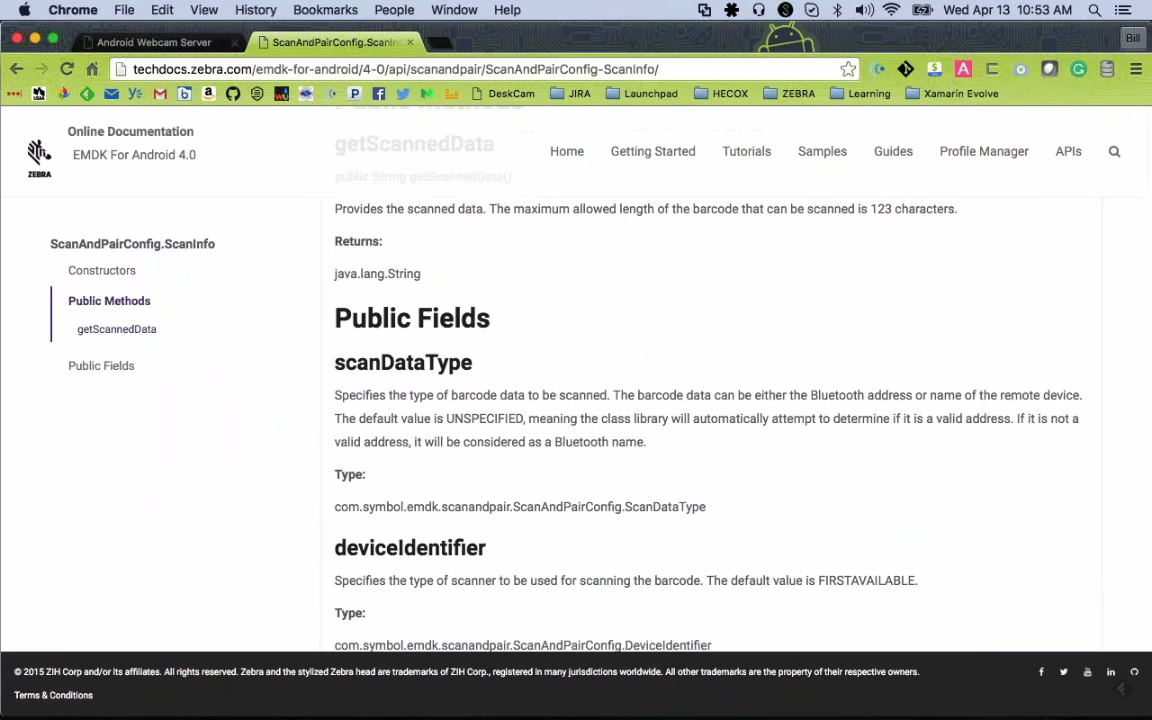 Chrome File Edit View History Bookmarks People Window Help Wed Apr 13 10:53 AM
Android Webcam Server ScanAndPairConfig.ScanIn Bill
techdocs.zebra.com/emdk-for-android/4-0/api/scanandpair/ScanAndPairConfig-ScanInfo/
DeskCam JIRA Launchpad HECOX ZEBRA Learning Xamarin Evolve
Online Documentation
EMDK For Android 4.0
ZEBRA
Home Getting Started Tutorials Samples Guides Profile Manager APIs
Public Methods
getScannedData
public String getScannedData()
Provides the scanned data. The maximum allowed length of the barcode that can be scanned is 123 characters.
Returns:
java.lang.String
ScanAndPairConfig.ScanInfo
Constructors
Public Methods
getScannedData
Public Fields
Public Fields
scanDataType
Specifies the type of barcode data to be scanned. The barcode data can be either the Bluetooth address or name of the remote device.
The default value is UNSPECIFIED, meaning the class library will automatically attempt to determine if it is a valid address. If it is not a
valid address, it will be considered as a Bluetooth name.
Type:
com.symbol.emdk.scanandpair.ScanAndPairConfig.ScanDataType
deviceIdentifier
Specifies the type of scanner to be used for scanning the barcode. The default value is FIRSTAVAILABLE.
Type:
com.symbol.emdk.scanandpair.ScanAndPairConfig.DeviceIdentifier
© 2015 ZIH Corp and/or its affiliates. All rights reserved. Zebra and the stylized Zebra head are trademarks of ZIH Corp., registered in many jurisdictions worldwide. All other trademarks are the property of their respective owners.
Terms & Conditions